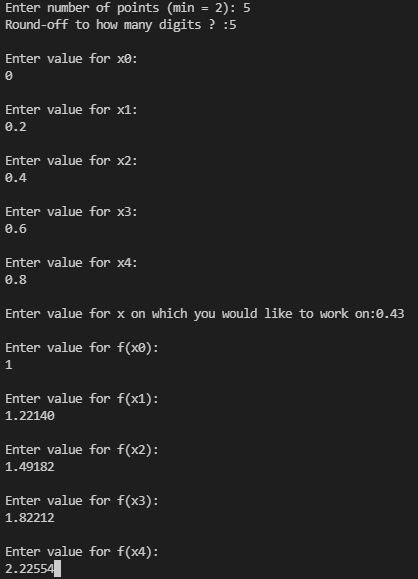 Enter number of points (min = 2): 5
Round-off to how many digits ? :5
Enter value for x0:
0
Enter value for x1:
0.2
Enter value for x2:
0.4
Enter value for x3:
0.6
Enter value for x4:
0.8
Enter value for x on which you would like to work on:0.43
Enter value for f(x0):
1
Enter value for f(x1):
1.22140
Enter value for f(x2):
1.49182
Enter value for f(x3):
1.82212
Enter value for f(x4):
2.22554